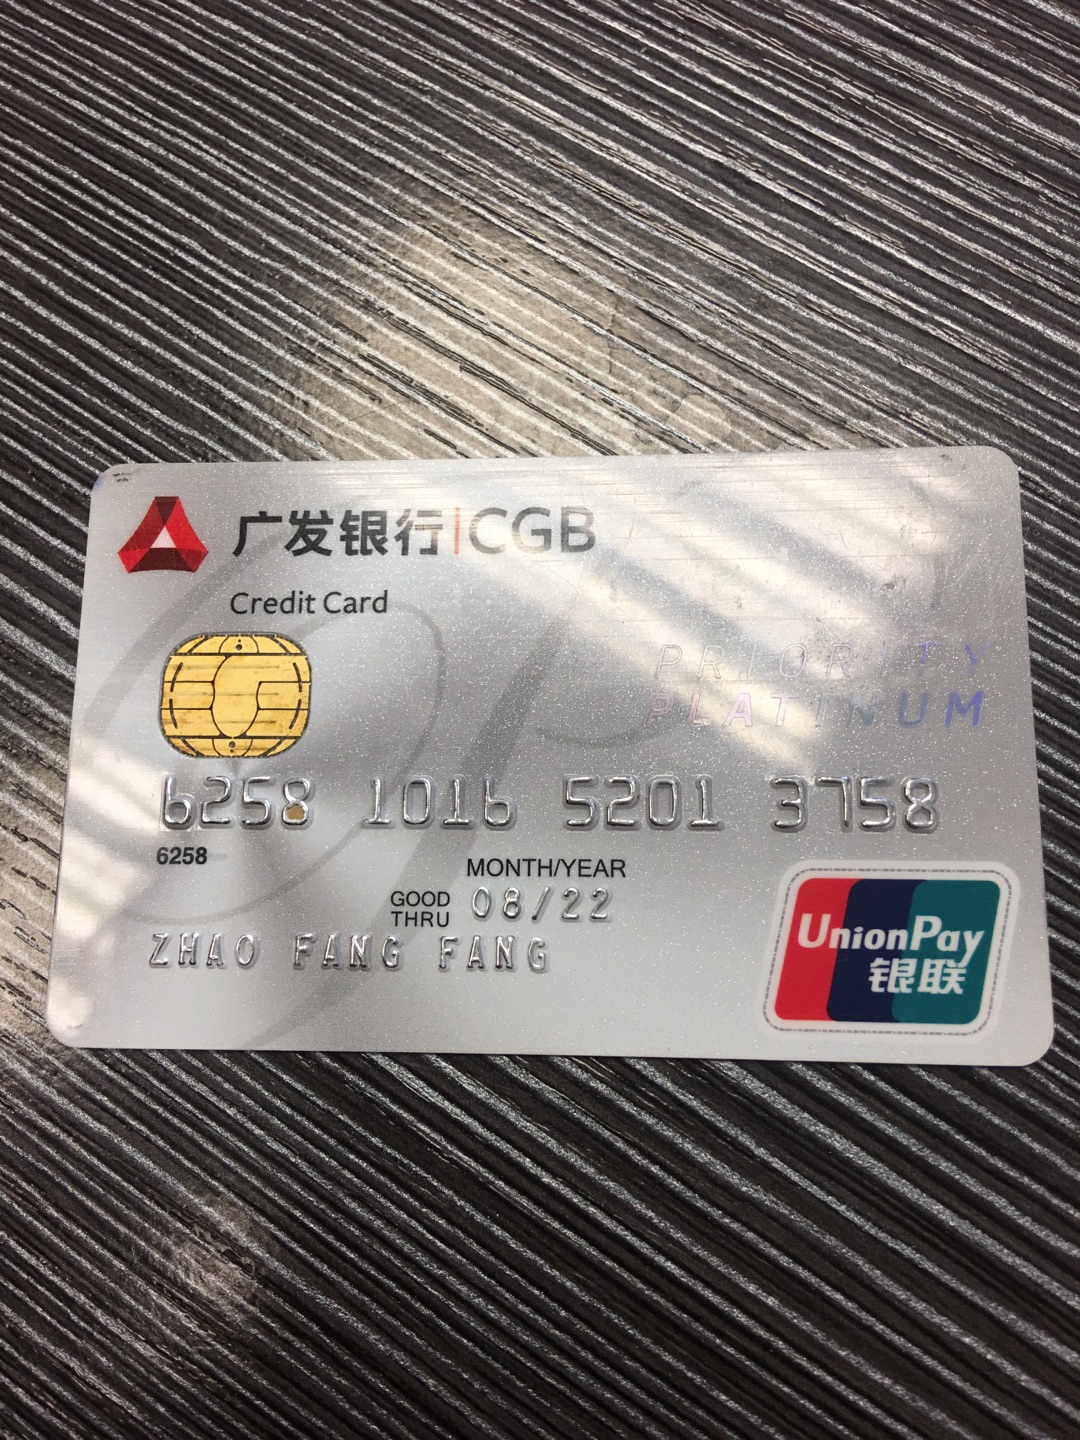 广发银行|CGB
Credit Card
PRIORITY
PLATINUM
6258 1016 5201 3758
6258
MONTH/YEAR
GOOD THRU 08/22
ZHAO FANG FANG
UnionPay
银联